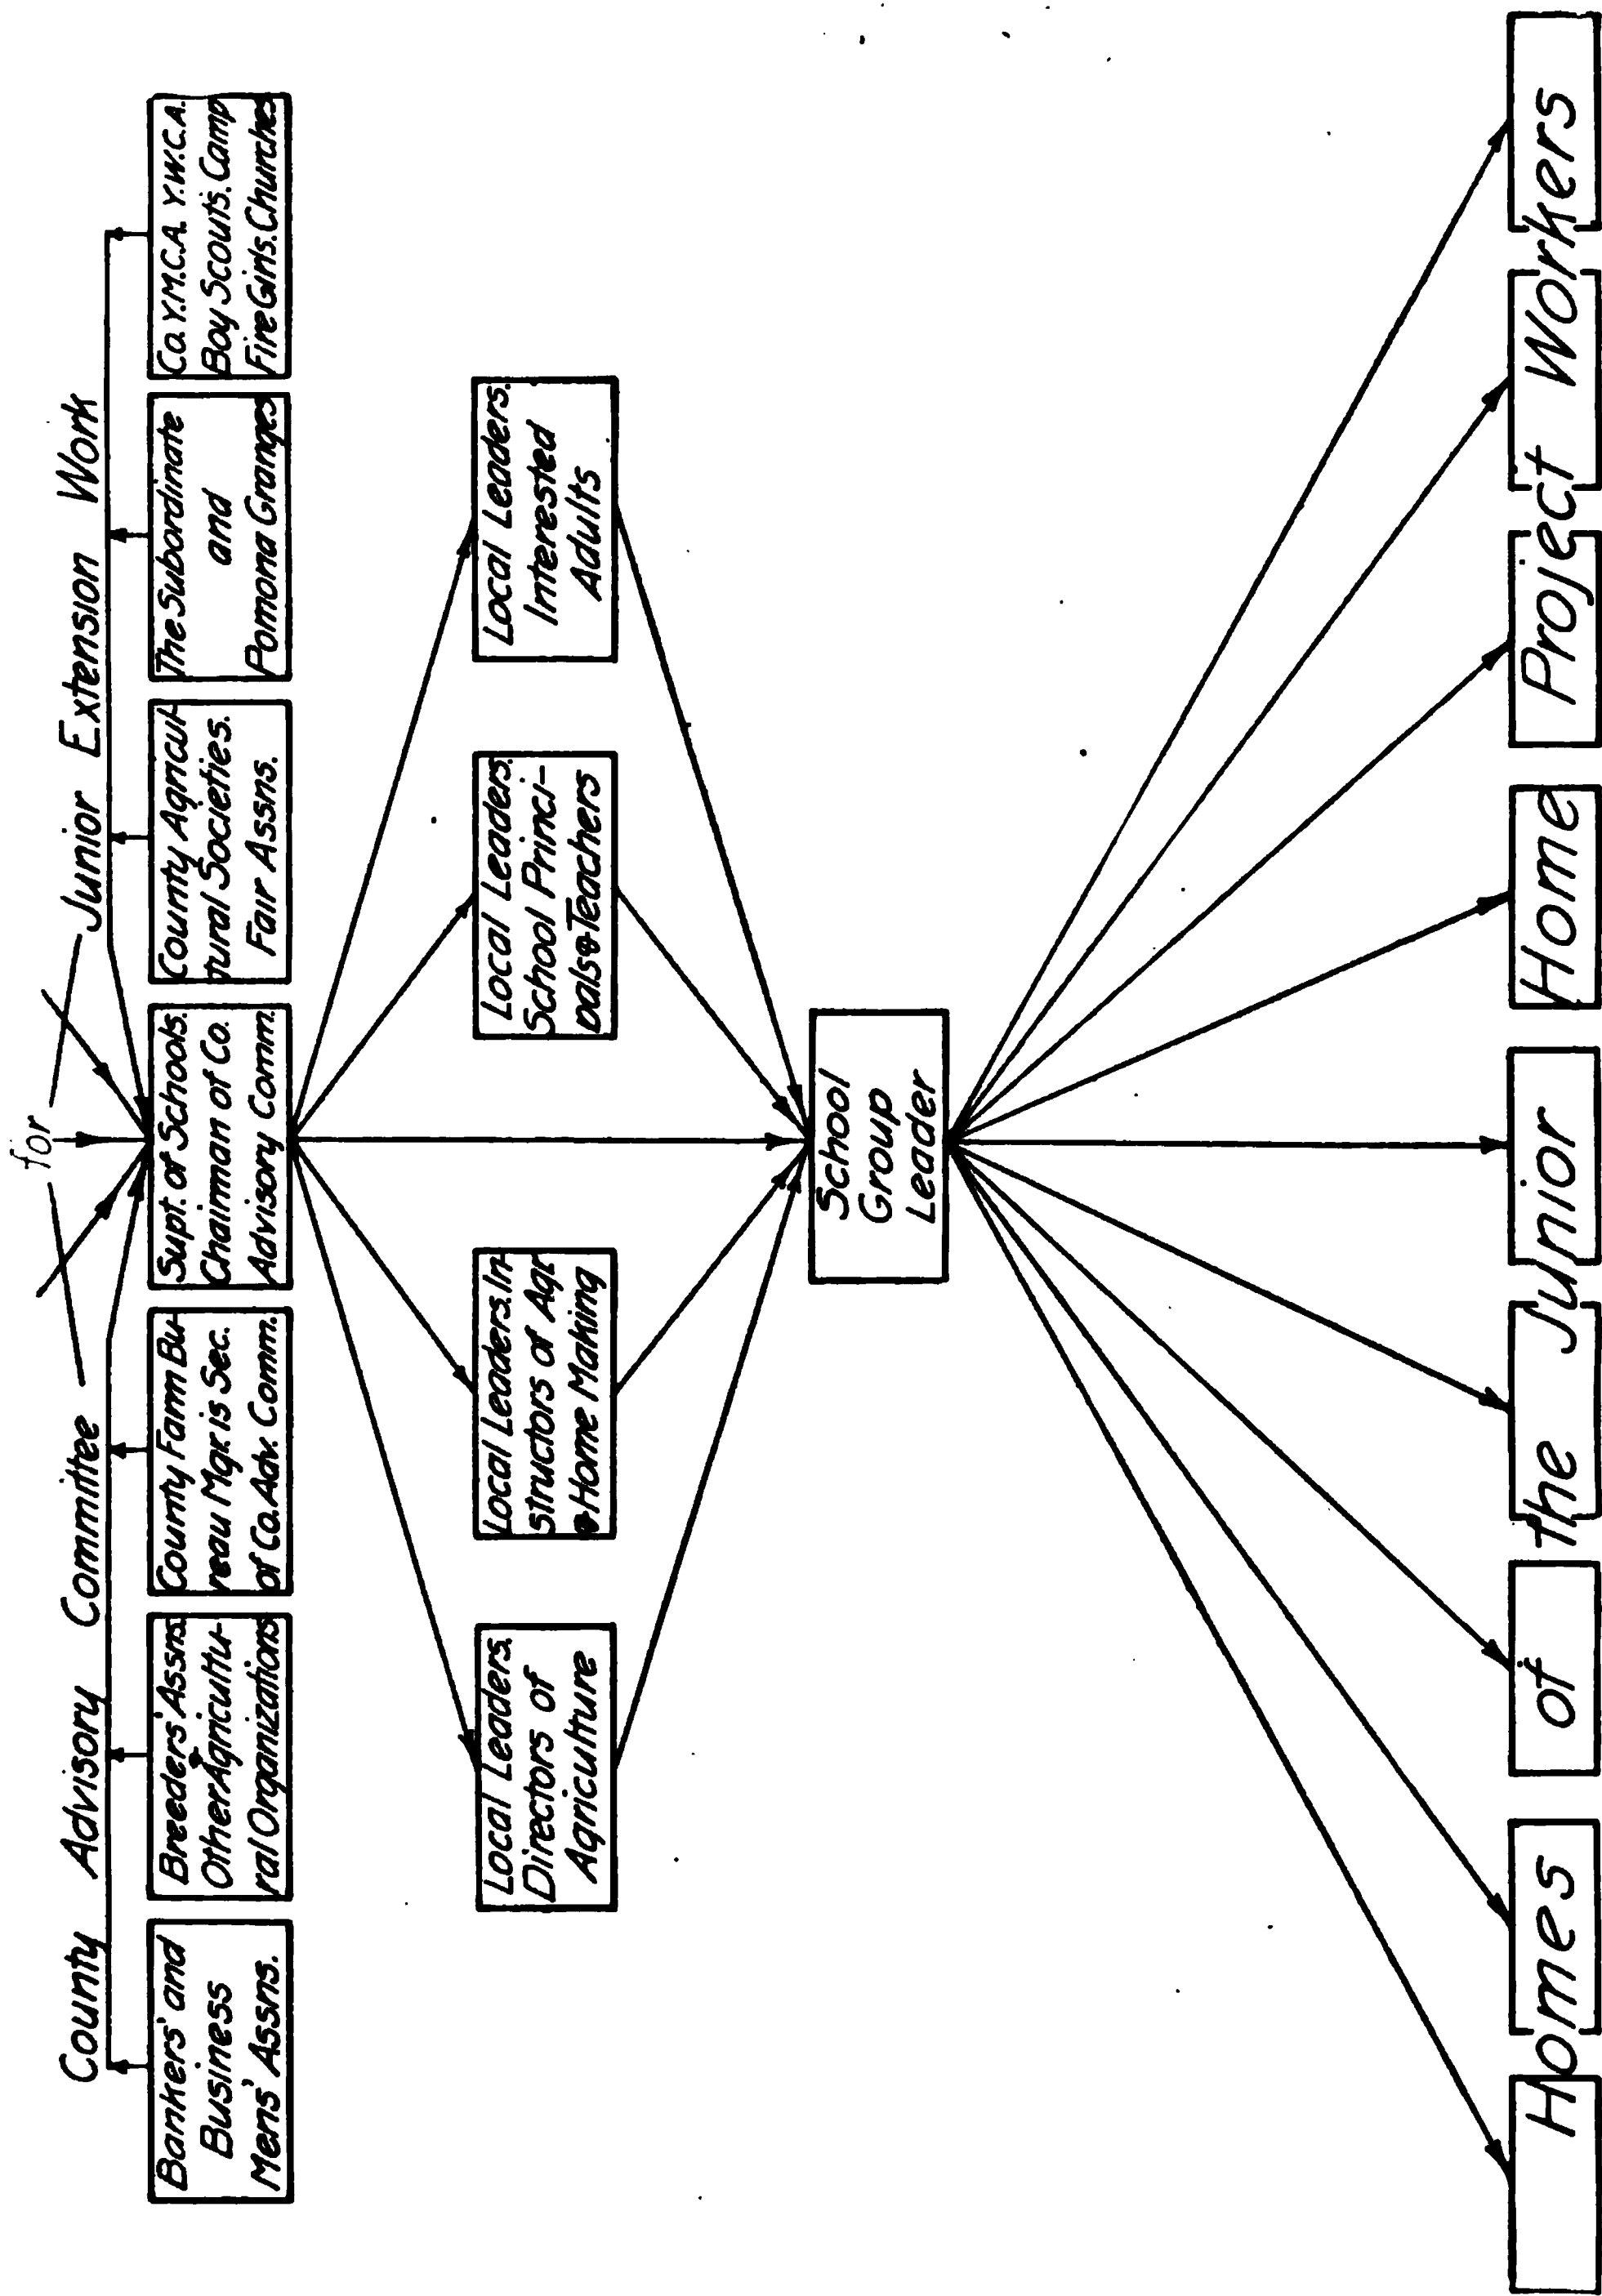 for
County Advisory Committee Junior Extension Work
Bankers' and
Business
Mens' Assns.
Breeders' Assns.
Other Agricultu-
ral Organizations
County Farm Bu-
reau Mgr. is Sec.
of Co. Adv. Comm.
Supt. of Schools.
Chairman of Co.
Advisory Comm.
County Agricul-
tural Societies.
Fair Assns.
The Subordinate
and
Pomona Granges
Co. Y.M.C.A. Y.W.C.A.
Boy Scouts. Camp
Fire Girls. Churches
Local Leaders.
Directors of
Agriculture
Local Leaders. In-
structors of Agr.
& Home Making
Local Leaders.
School Princi-
pals & Teachers
Local Leaders.
Interested
Adults
School
Group
Leader
Homes of the Junior Home Project Workers